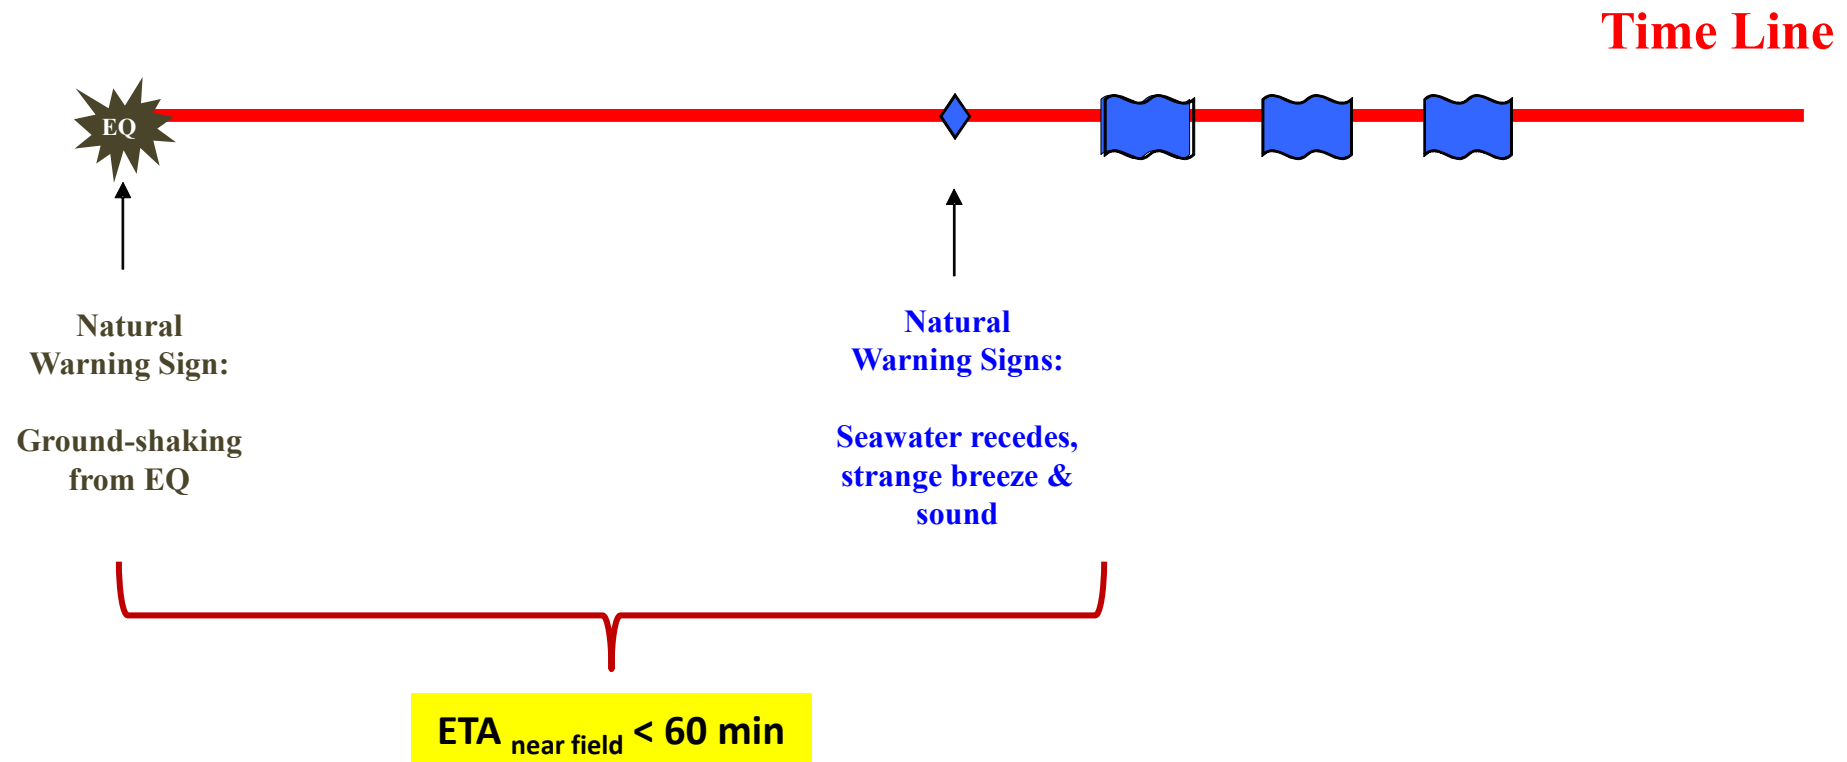 Time Line
EQ
Natural
Warning Sign:
Ground-shaking
from EQ
Natural
Warning Signs:
Seawater recedes,
strange breeze &
sound
ETA near field < 60 min